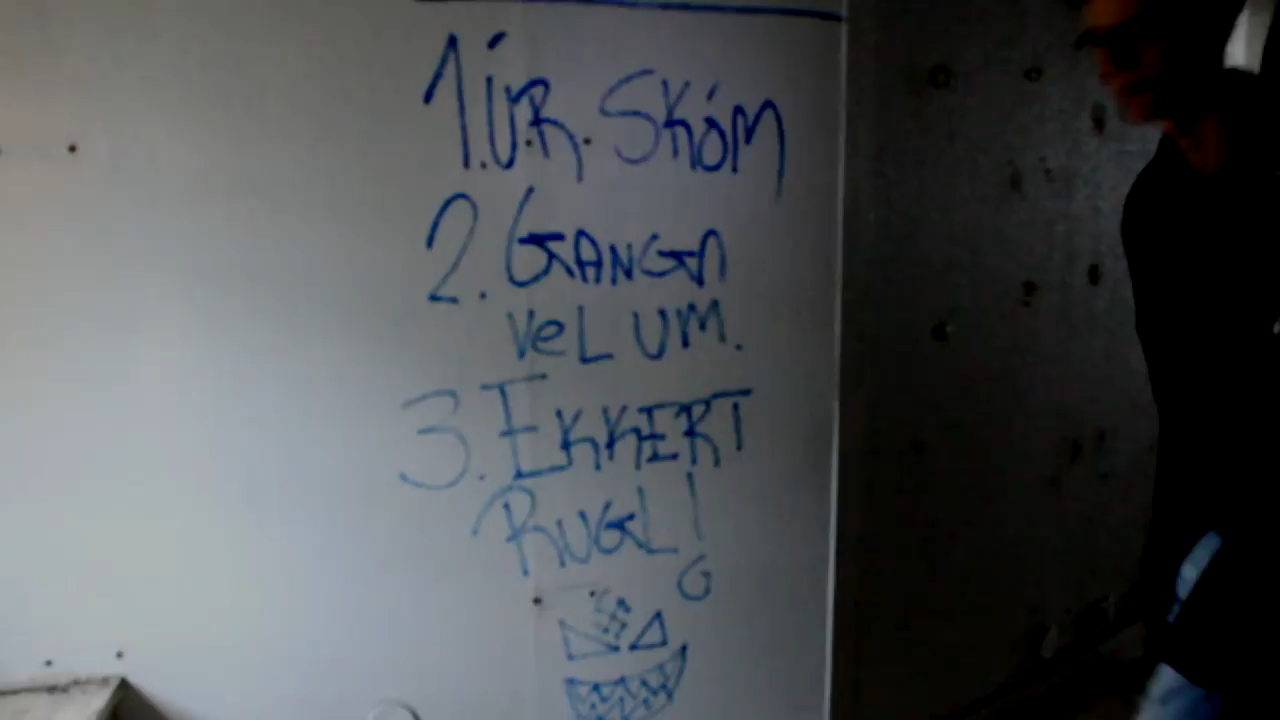 1. ÚR. SKÓM
2. GANGA
VEL UM.
3. EKKERT
RUGL!